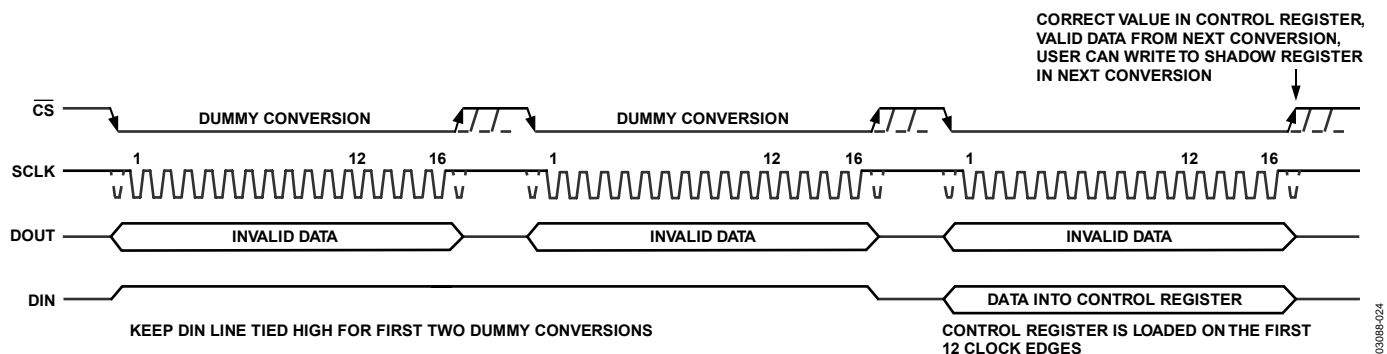 CORRECT VALUE IN CONTROL REGISTER,
VALID DATA FROM NEXT CONVERSION,
USER CAN WRITE TO SHADOW REGISTER
IN NEXT CONVERSION
CS
DUMMY CONVERSION
DUMMY CONVERSION
SCLK
1 12 16
1 12 16
1 12 16
DOUT
INVALID DATA
INVALID DATA
INVALID DATA
DIN
DATA INTO CONTROL REGISTER
KEEP DIN LINE TIED HIGH FOR FIRST TWO DUMMY CONVERSIONS
CONTROL REGISTER IS LOADED ON THE FIRST
12 CLOCK EDGES
03088-024